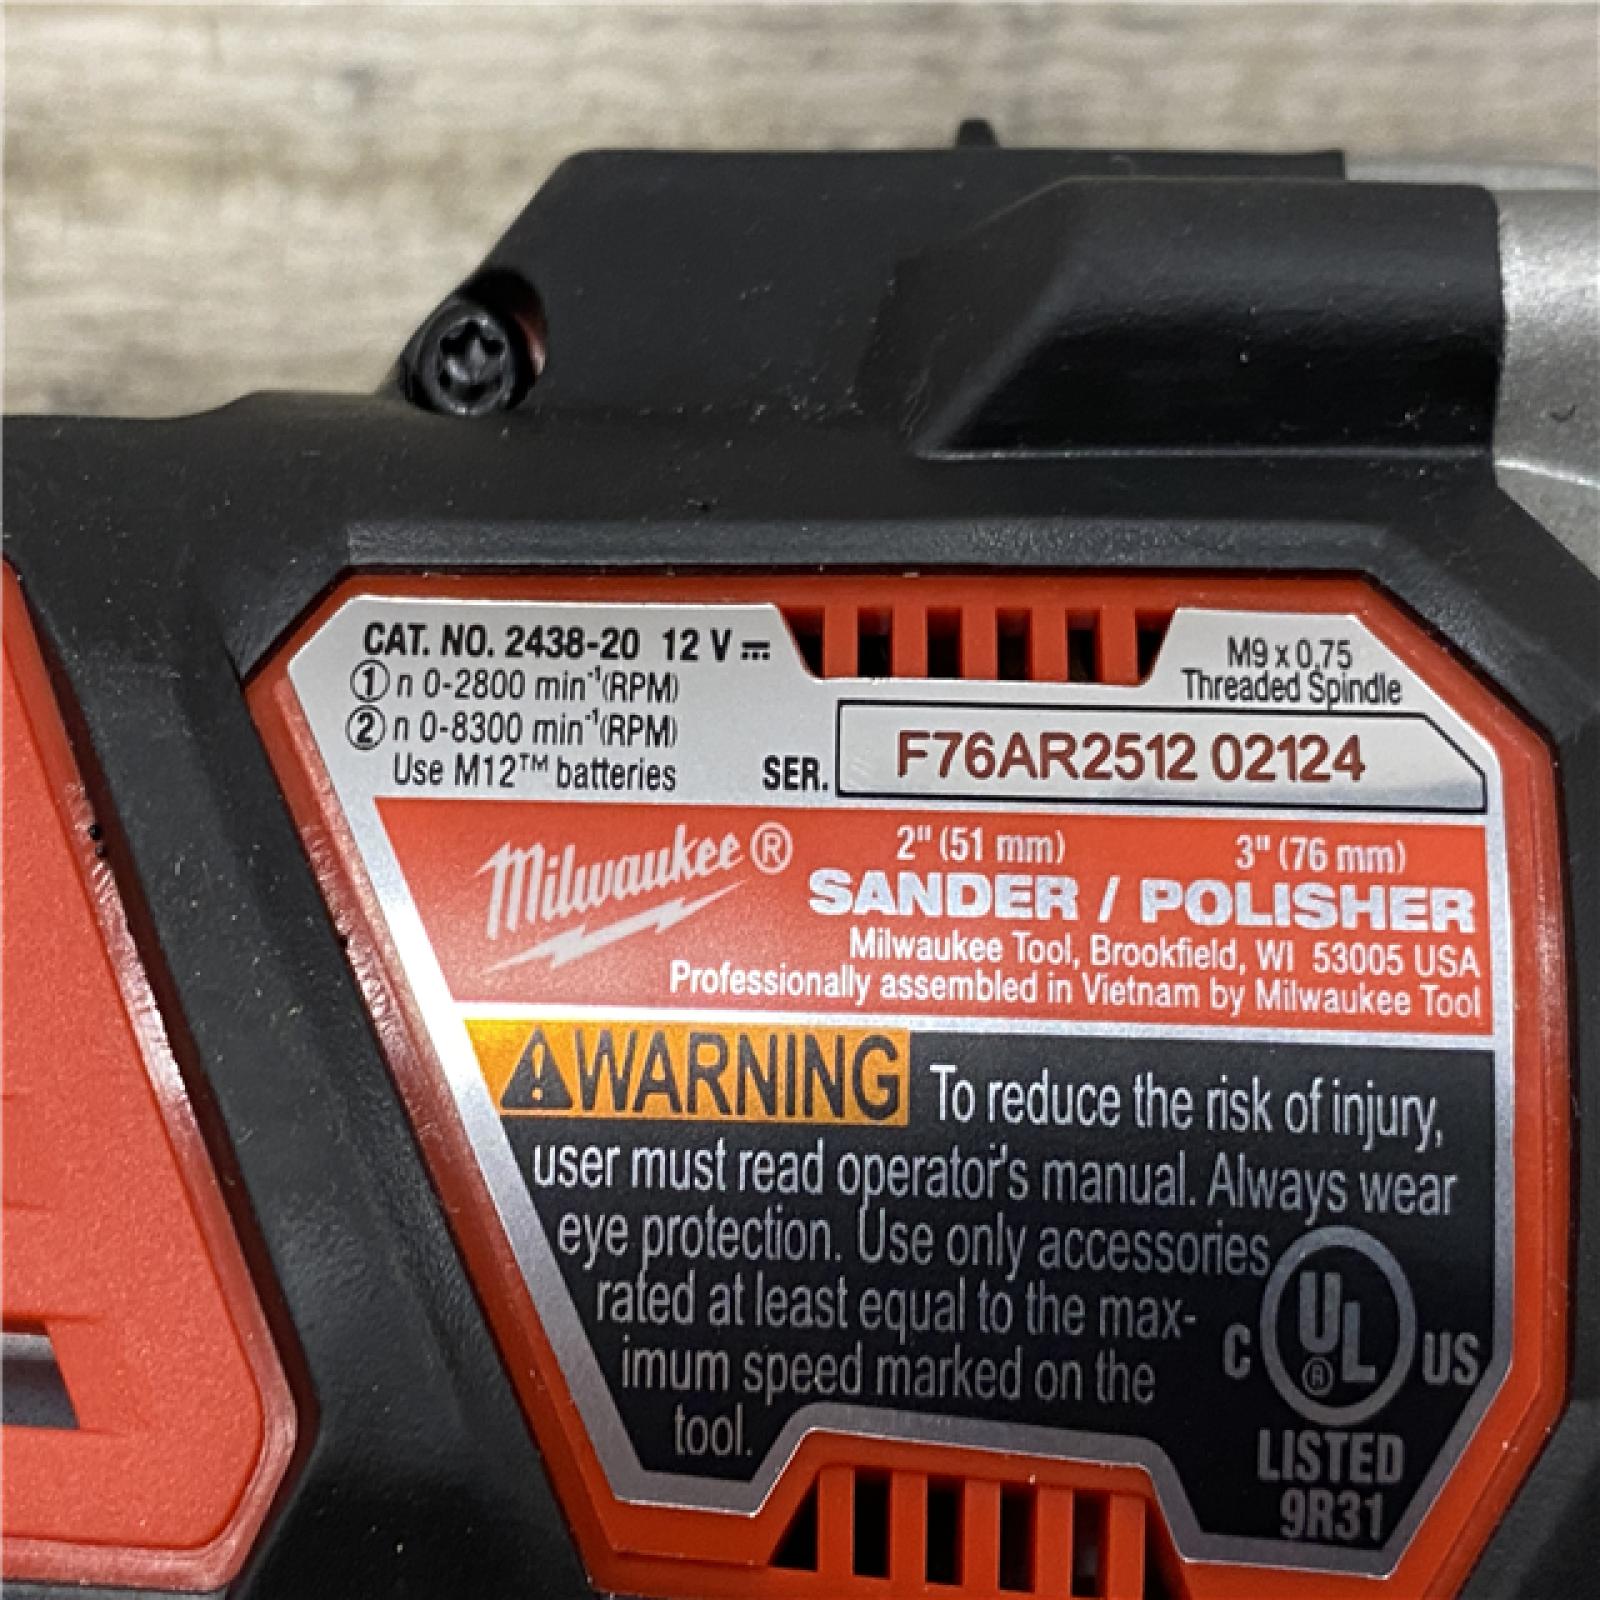 CAT. NO. 2438-20 12 V ⎓
① n 0-2800 min⁻¹(RPM)
② n 0-8300 min⁻¹(RPM)
Use M12™ batteries
M9 x 0,75
Threaded Spindle
SER. F76AR2512 02124
Milwaukee®
2" (51 mm) 3" (76 mm)
SANDER / POLISHER
Milwaukee Tool, Brookfield, WI 53005 USA
Professionally assembled in Vietnam by Milwaukee Tool
⚠WARNING To reduce the risk of injury,
user must read operator's manual. Always wear
eye protection. Use only accessories
rated at least equal to the max-
imum speed marked on the
tool.
C UL® US
LISTED
9R31